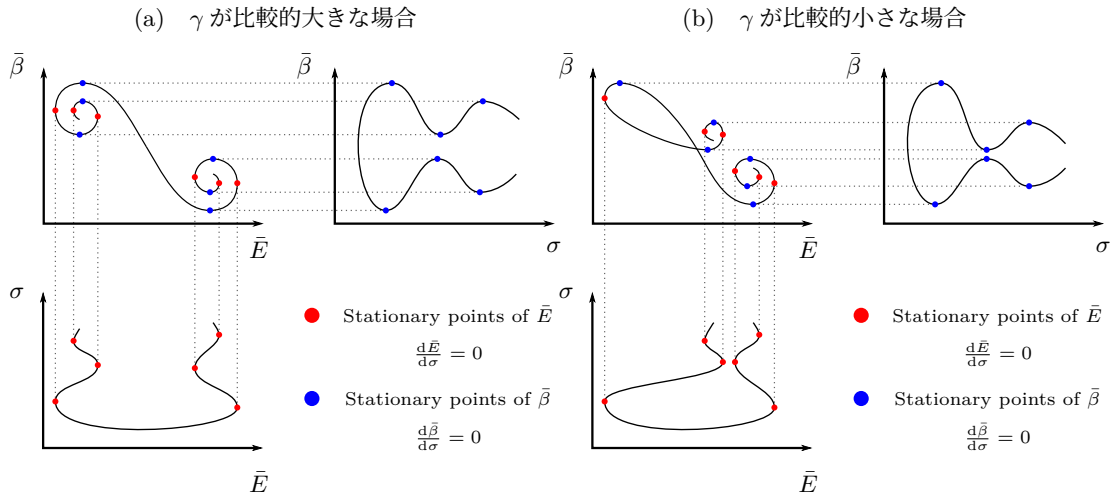 (a) γ が比較的大きな場合
β̄
β̄
Ē
σ
σ
Ē
Stationary points of Ē
dĒ/dσ = 0
Stationary points of β̄
dβ̄/dσ = 0
(b) γ が比較的小さな場合
β̄
β̄
Ē
σ
σ
Ē
Stationary points of Ē
dĒ/dσ = 0
Stationary points of β̄
dβ̄/dσ = 0